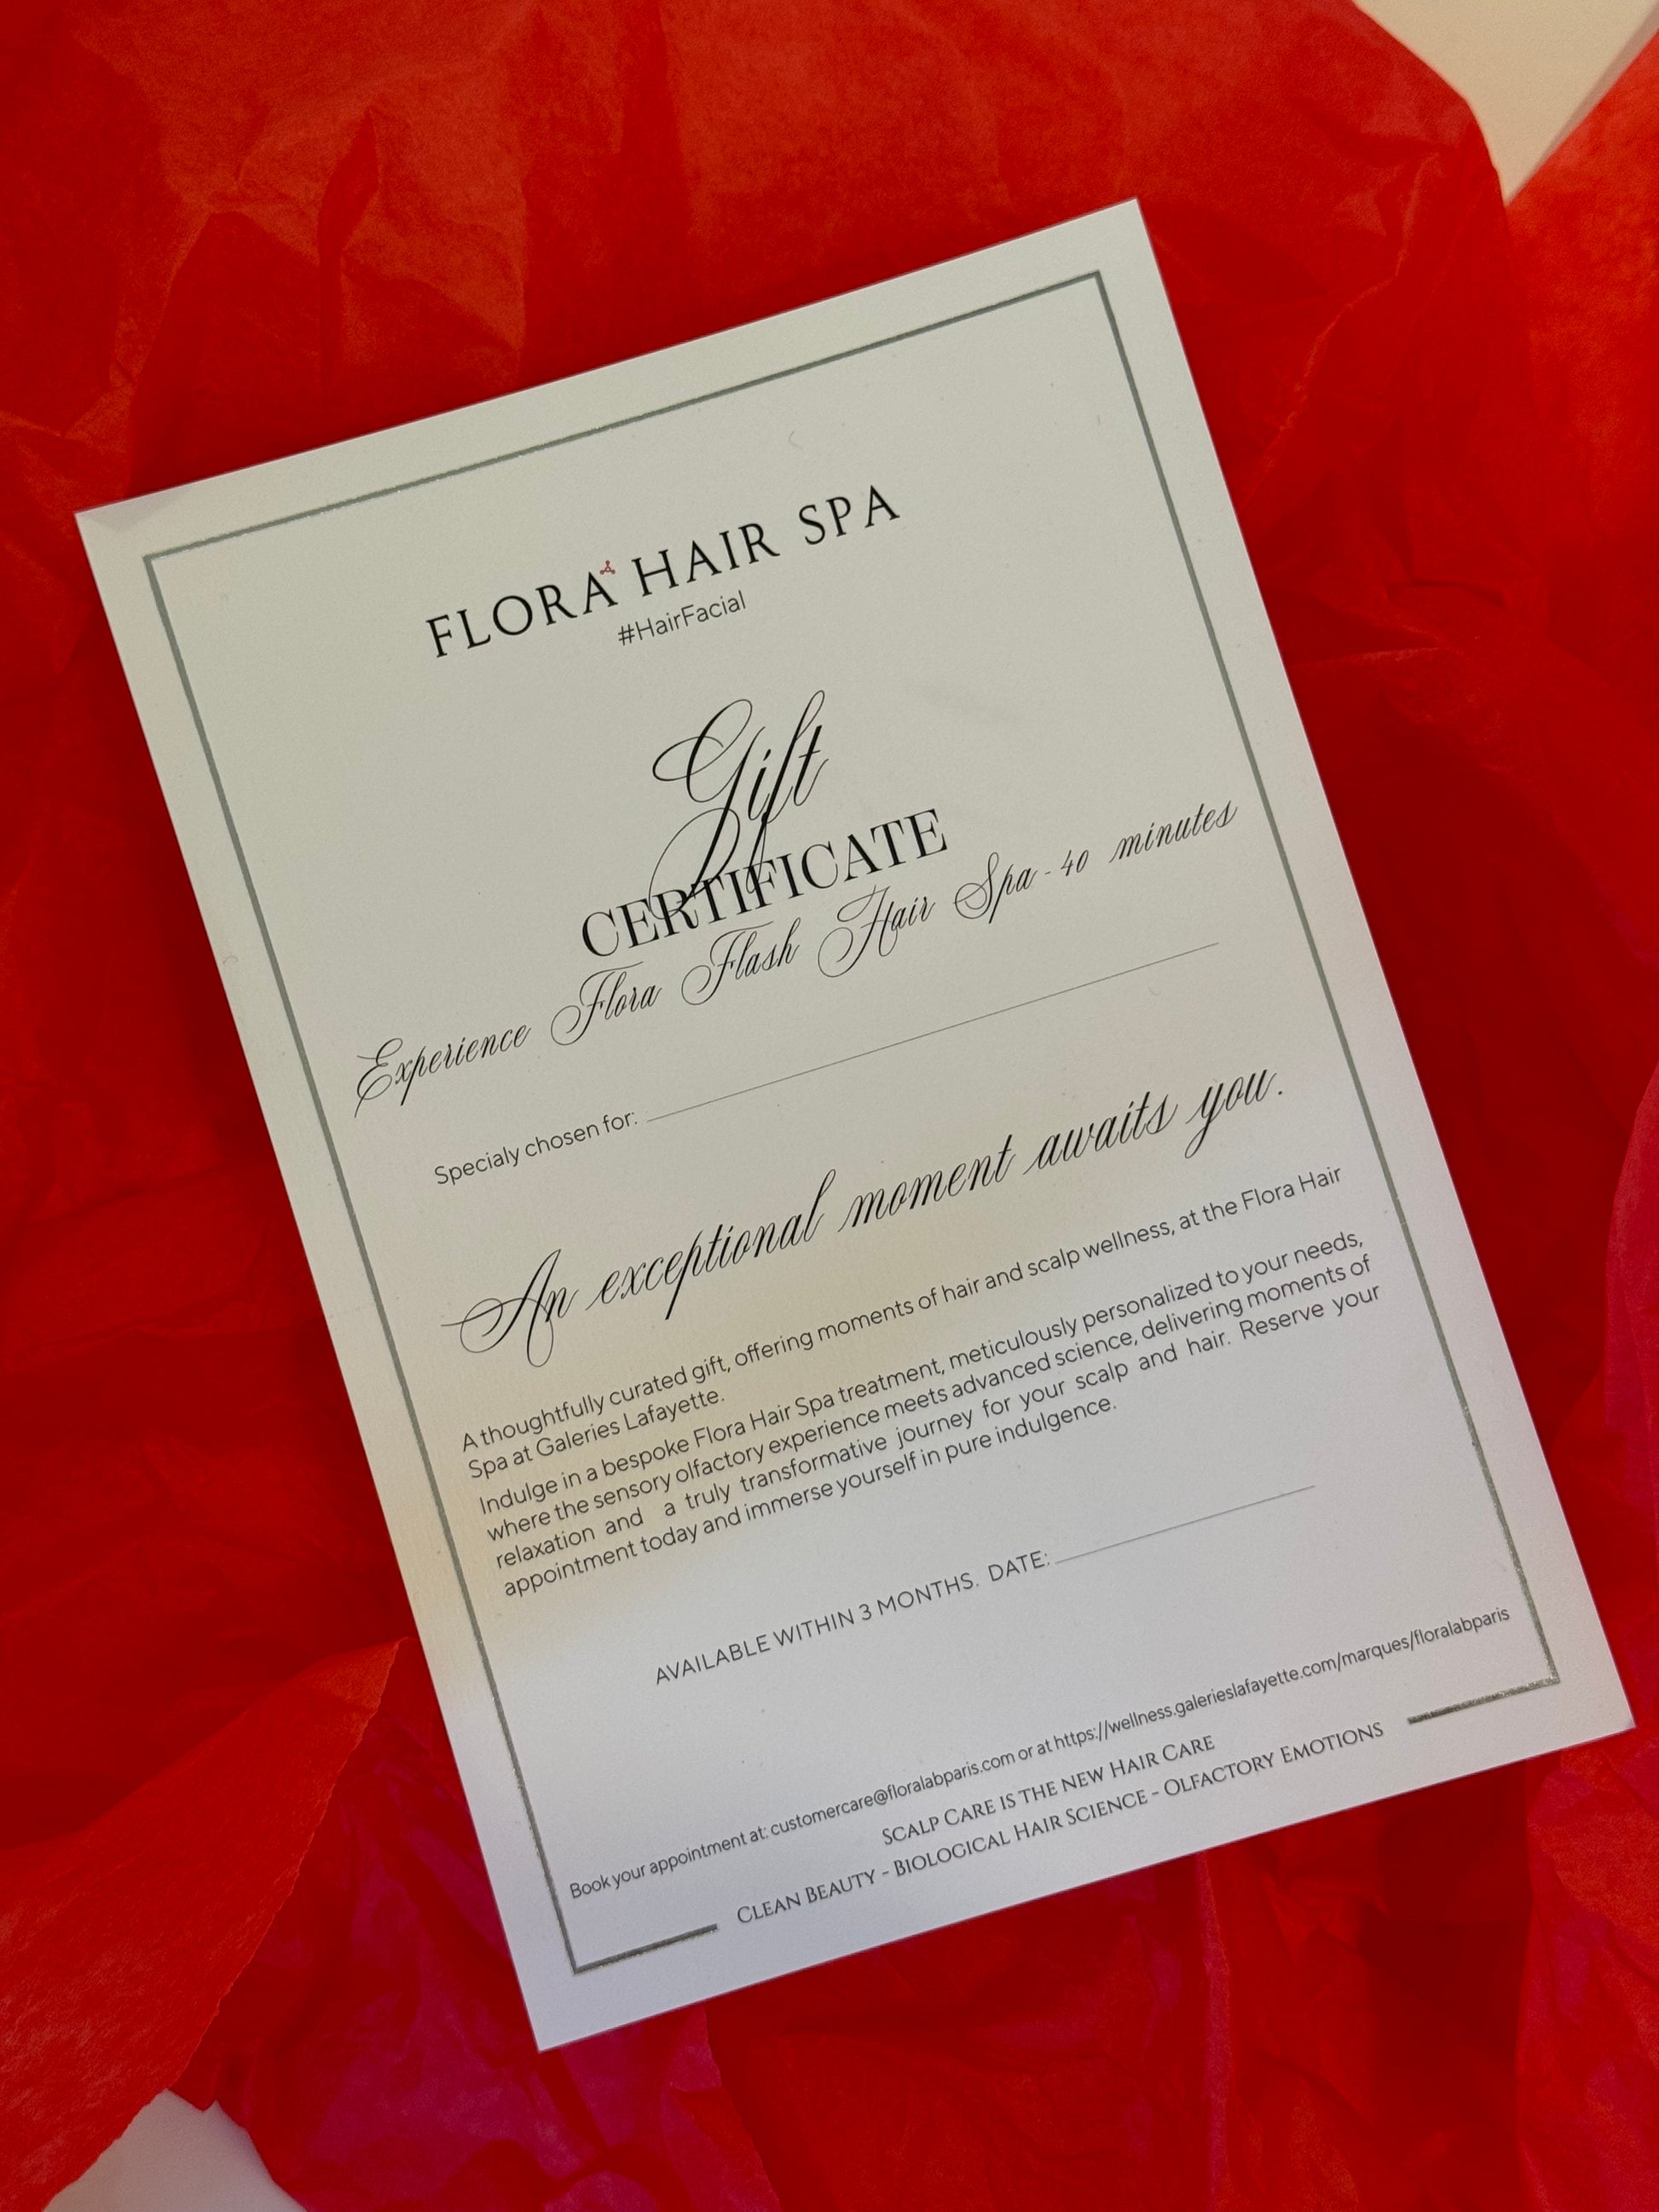 FLORA HAIR SPA
#HairFacial
Gift
CERTIFICATE
Experience Flora Flash Hair Spa - 40 minutes
Specialy chosen for:
An exceptional moment awaits you.
A thoughtfully curated gift, offering moments of hair and scalp wellness, at the Flora Hair
Spa at Galeries Lafayette.
Indulge in a bespoke Flora Hair Spa treatment, meticulously personalized to your needs,
where the sensory olfactory experience meets advanced science, delivering moments of
relaxation and a truly transformative journey for your scalp and hair. Reserve your
appointment today and immerse yourself in pure indulgence.
AVAILABLE WITHIN 3 MONTHS. DATE:
Book your appointment at: customercare@floralabparis.com or at https://wellness.galerieslafayette.com/marques/floralabparis
SCALP CARE IS THE NEW HAIR CARE
CLEAN BEAUTY - BIOLOGICAL HAIR SCIENCE - OLFACTORY EMOTIONS